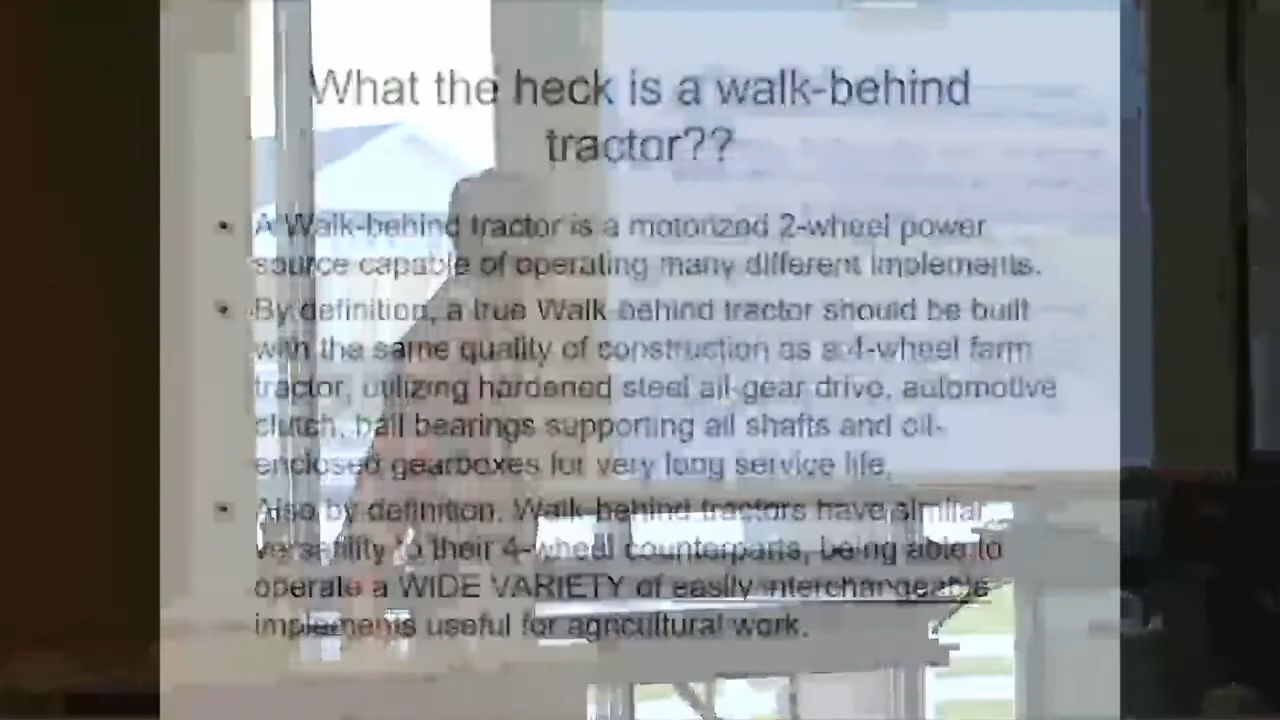 What the heck is a walk-behind
tractor??
• A Walk-behind tractor is a motorized 2-wheel power
source capable of operating many different implements.
• By definition, a true Walk-behind tractor should be built
with the same quality of construction as a 4-wheel farm
tractor, utilizing hardened steel all-gear drive, automotive
clutch, ball bearings supporting all shafts and oil-
enclosed gearboxes for very long service life.
• Also by definition, Walk-behind tractors have similar
versatility to their 4-wheel counterparts, being able to
operate a WIDE VARIETY of easily interchangeable
implements useful for agricultural work.